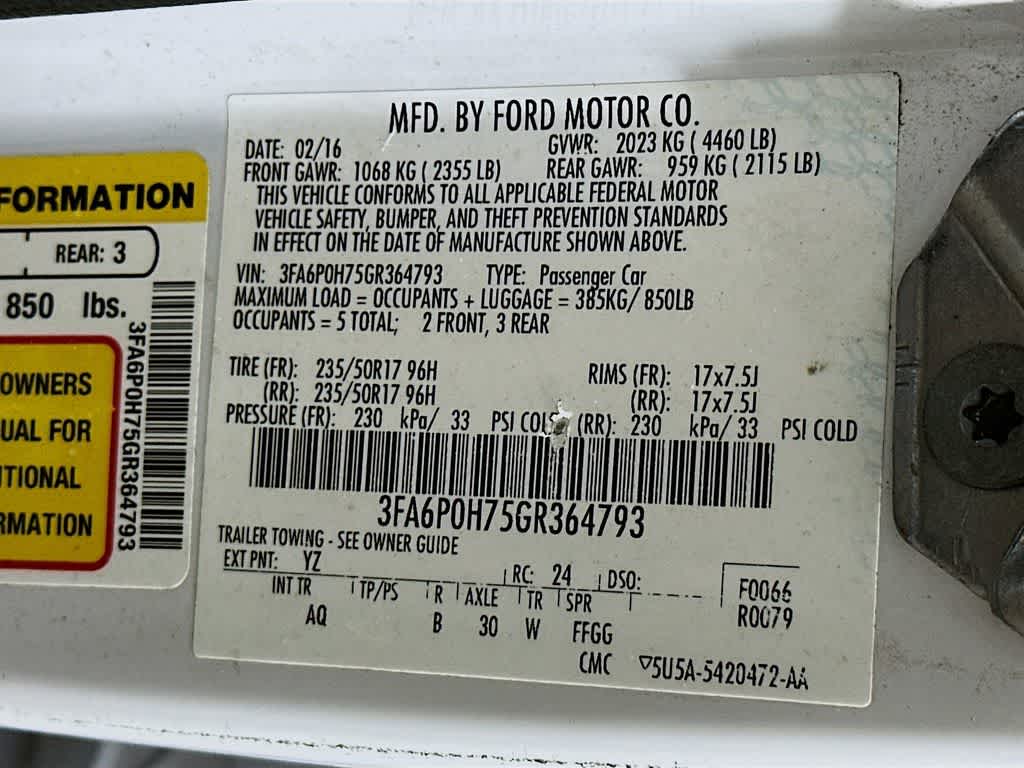 FORMATION
REAR: 3
850 lbs.
3FA6P0H75GR364793
OWNERS
UAL FOR
ITIONAL
RMATION
MFD. BY FORD MOTOR CO.
DATE: 02/16 GVWR: 2023 KG ( 4460 LB)
FRONT GAWR: 1068 KG ( 2355 LB) REAR GAWR: 959 KG ( 2115 LB)
THIS VEHICLE CONFORMS TO ALL APPLICABLE FEDERAL MOTOR
VEHICLE SAFETY, BUMPER, AND THEFT PREVENTION STANDARDS
IN EFFECT ON THE DATE OF MANUFACTURE SHOWN ABOVE.
VIN: 3FA6P0H75GR364793 TYPE: Passenger Car
MAXIMUM LOAD = OCCUPANTS + LUGGAGE = 385KG/ 850LB
OCCUPANTS = 5 TOTAL; 2 FRONT, 3 REAR
TIRE (FR): 235/50R17 96H RIMS (FR): 17x7.5J
(RR): 235/50R17 96H (RR): 17x7.5J
PRESSURE (FR): 230 kPa/ 33 PSI COLD (RR): 230 kPa/ 33 PSI COLD
3FA6P0H75GR364793
TRAILER TOWING - SEE OWNER GUIDE
EXT PNT: YZ RC: 24 DSO: F0066
INT TR TP/PS R AXLE TR SPR R0079
AQ B 30 W FFGG
CMC ▽5U5A-5420472-AA